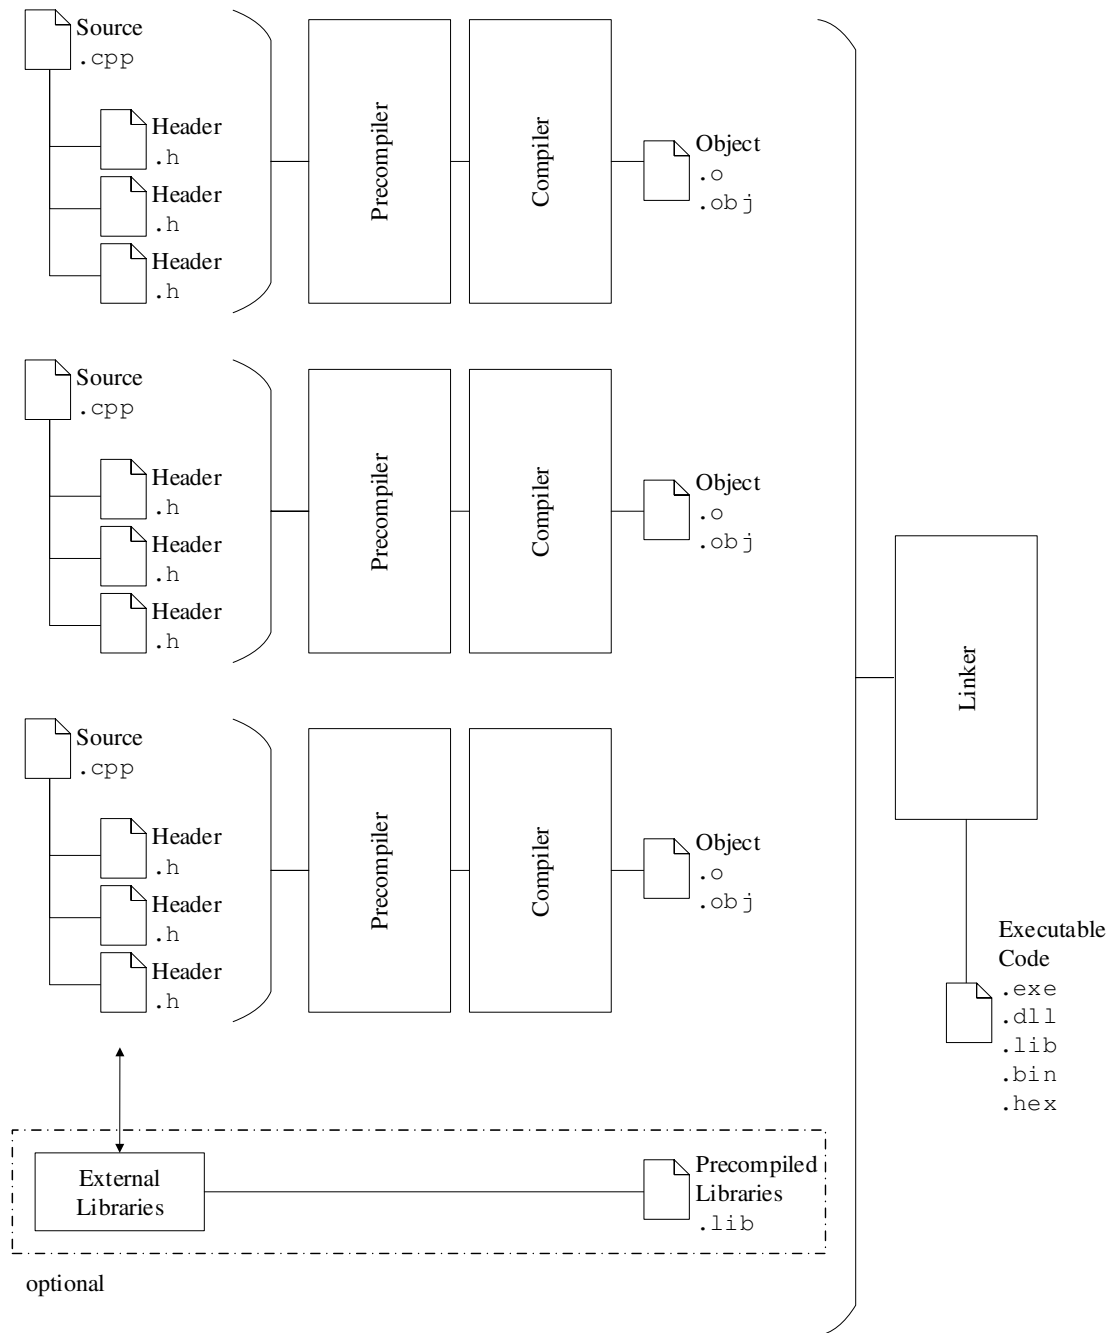 Source
.cpp
Header
.h
Header
.h
Header
.h
Precompiler
Compiler
Object
.o
.obj
Source
.cpp
Header
.h
Header
.h
Header
.h
Precompiler
Compiler
Object
.o
.obj
Source
.cpp
Header
.h
Header
.h
Header
.h
Precompiler
Compiler
Object
.o
.obj
External
Libraries
Precompiled
Libraries
.lib
optional
Linker
Executable
Code
.exe
.dll
.lib
.bin
.hex